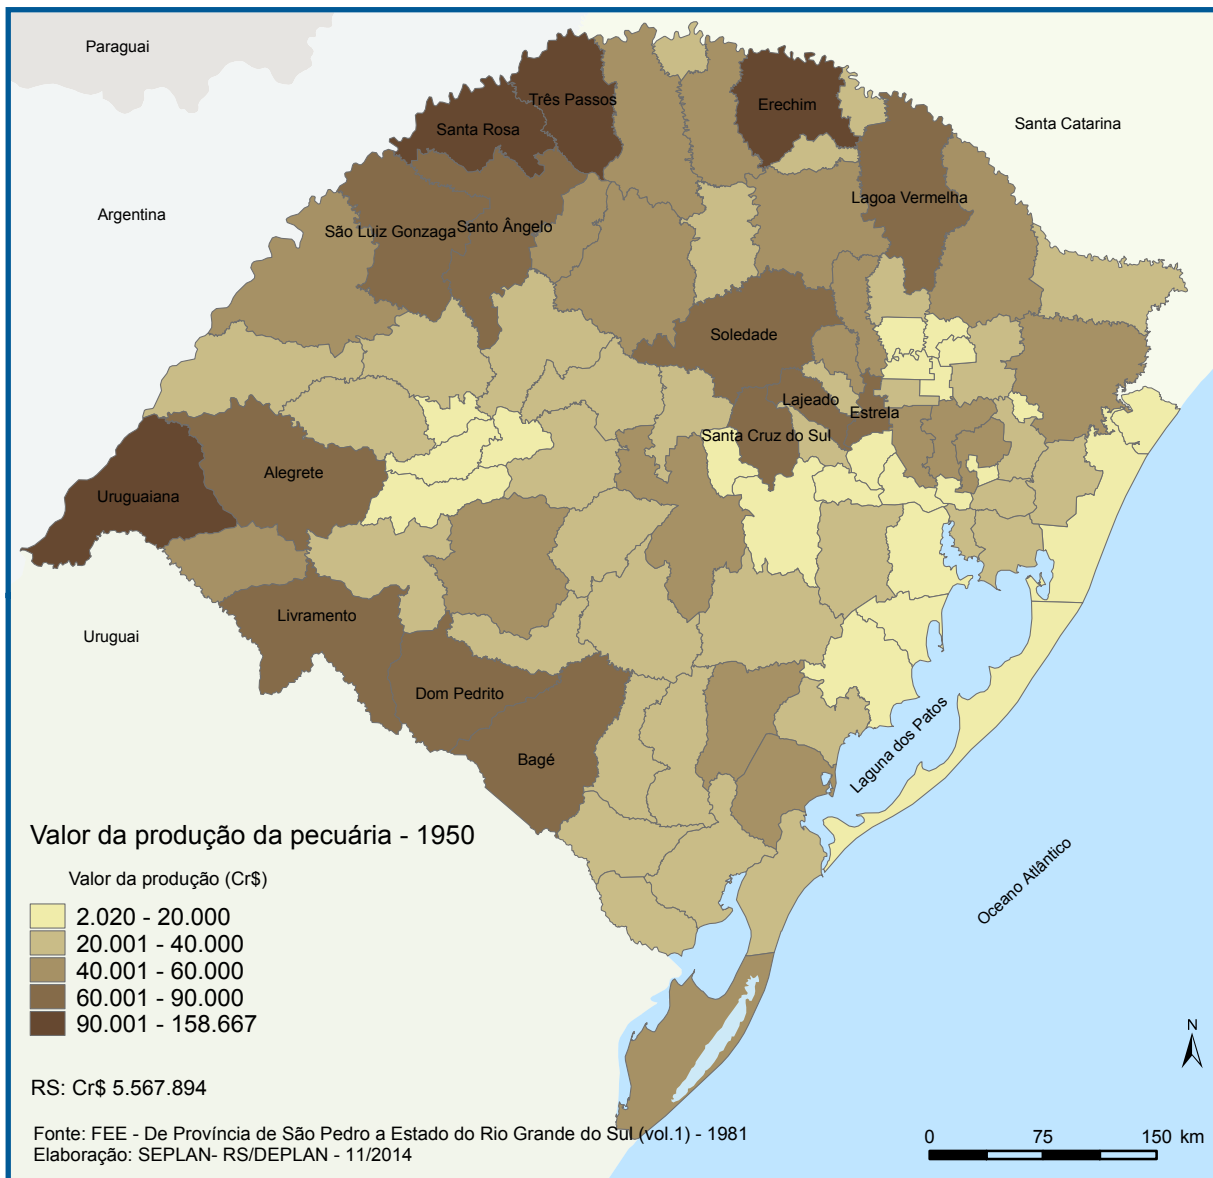 Paraguai
Três Passos
Erechim
Santa Catarina
Santa Rosa
Argentina
Lagoa Vermelha
São Luiz Gonzaga
Santo Ângelo
Soledade
Lajeado
Estrela
Santa Cruz do Sul
Alegrete
Uruguaiana
Livramento
Uruguai
Dom Pedrito
Bagé
Laguna dos Patos
Oceano Atlântico
Valor da produção da pecuária - 1950
Valor da produção (Cr$)
2.020 - 20.000
20.001 - 40.000
40.001 - 60.000
60.001 - 90.000
90.001 - 158.667
N
RS: Cr$ 5.567.894
Fonte: FEE - De Província de São Pedro a Estado do Rio Grande do Sul (vol.1) - 1981
Elaboração: SEPLAN- RS/DEPLAN - 11/2014
0 75 150 km